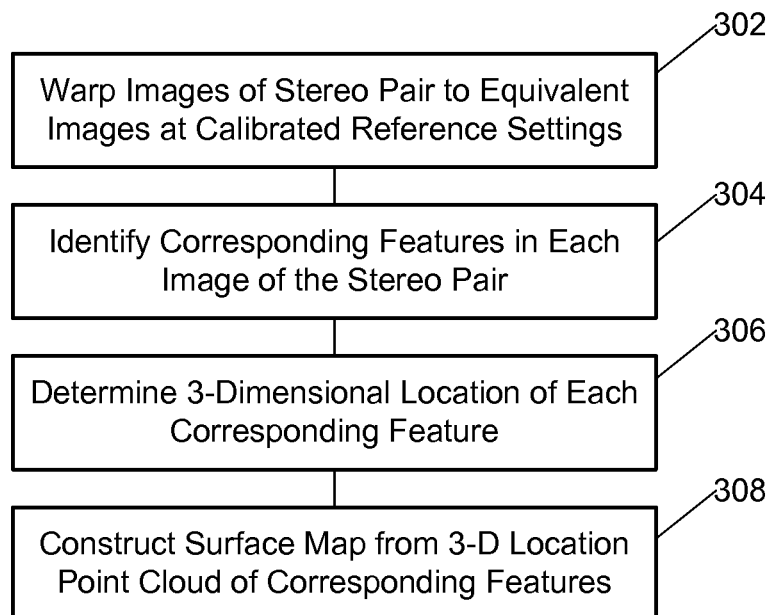 302
Warp Images of Stereo Pair to Equivalent
Images at Calibrated Reference Settings
304
Identify Corresponding Features in Each
Image of the Stereo Pair
306
Determine 3-Dimensional Location of Each
Corresponding Feature
308
Construct Surface Map from 3-D Location
Point Cloud of Corresponding Features